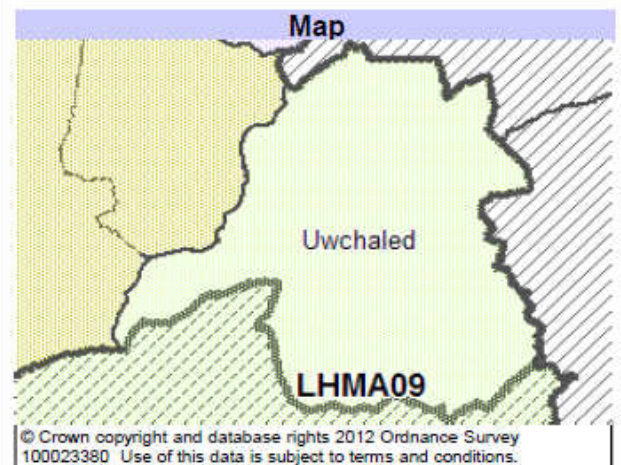 Map
Uwchaled
LHMA09
© Crown copyright and database rights 2012 Ordnance Survey
100023380 Use of this data is subject to terms and conditions.